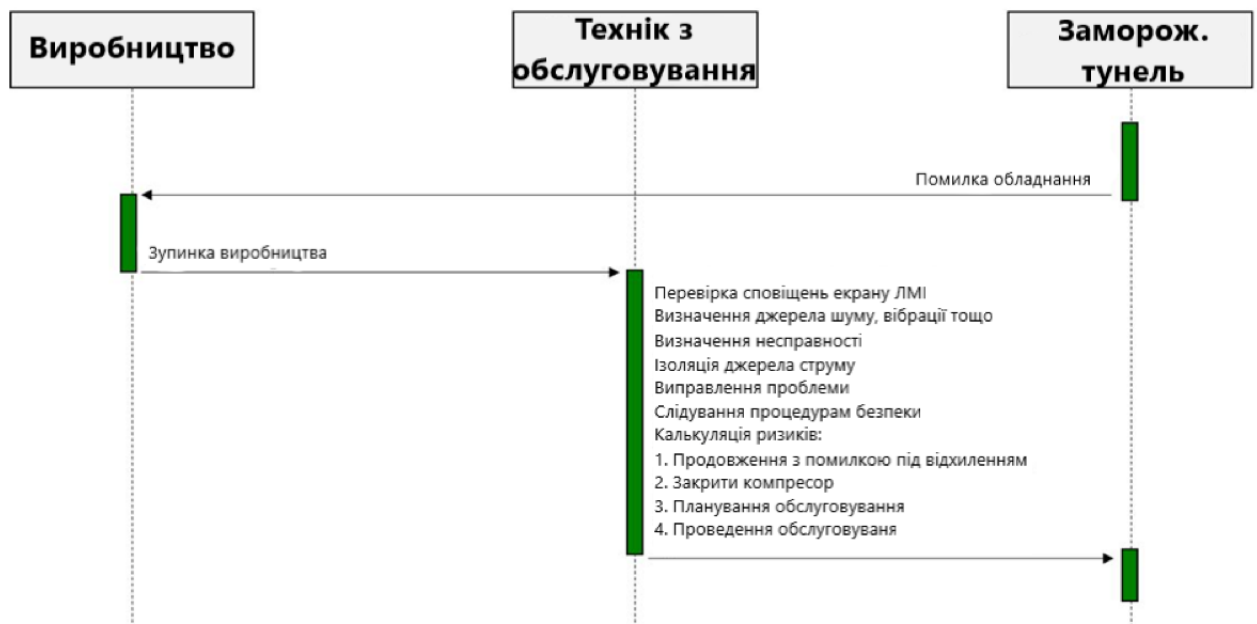 Виробництво
Технік з
обслуговування
Заморож.
тунель
Помилка обладнання
Зупинка виробництва
Перевірка сповіщень екрану ЛМІ
Визначення джерела шуму, вібрації тощо
Визначення несправності
Ізоляція джерела струму
Виправлення проблеми
Слідування процедурам безпеки
Калькуляція ризиків:
1. Продовження з помилкою під відхиленням
2. Закрити компресор
3. Планування обслуговування
4. Проведення обслуговуваня